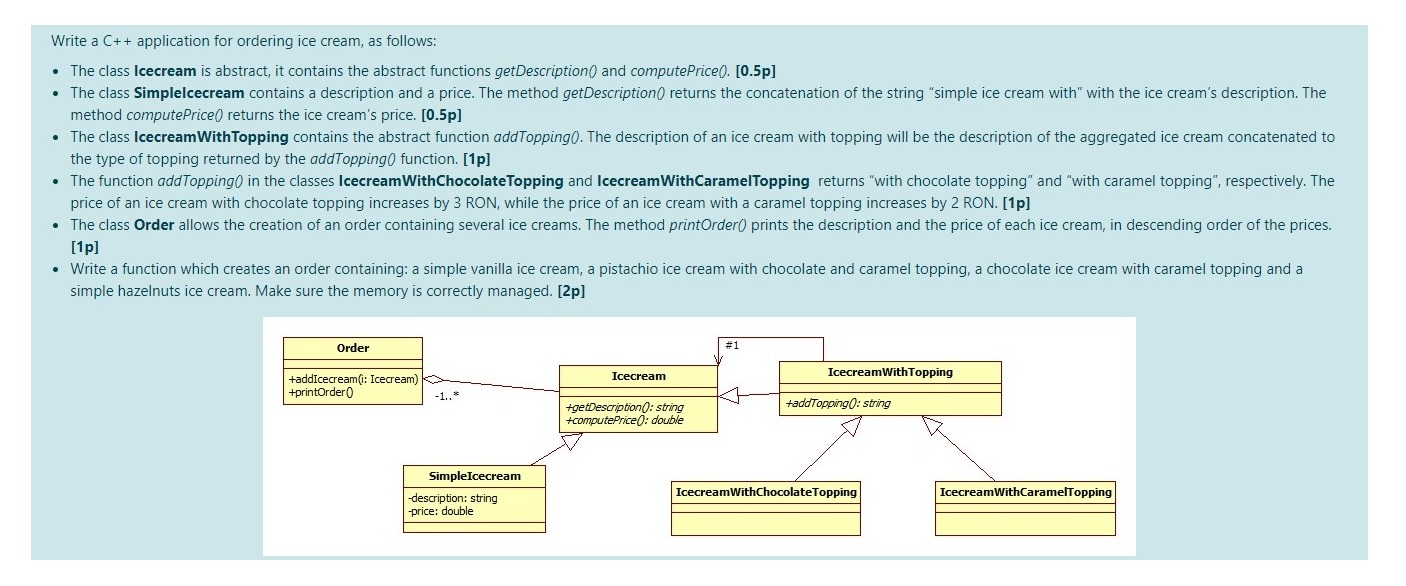 Write a C++ application for ordering ice cream, as follows:
• The class Icecream is abstract, it contains the abstract functions getDescription() and computePrice(). [0.5p]
• The class SimpleIcecream contains a description and a price. The method getDescription() returns the concatenation of the string “simple ice cream with” with the ice cream's description. The
method computePrice() returns the ice cream's price. [0.5p]
• The class IcecreamWithTopping contains the abstract function addTopping(). The description of an ice cream with topping will be the description of the aggregated ice cream concatenated to
the type of topping returned by the addTopping() function. [1p]
• The function addTopping() in the classes IcecreamWithChocolateTopping and IcecreamWithCaramelTopping returns “with chocolate topping” and “with caramel topping”, respectively. The
price of an ice cream with chocolate topping increases by 3 RON, while the price of an ice cream with a caramel topping increases by 2 RON. [1p]
• The class Order allows the creation of an order containing several ice creams. The method printOrder() prints the description and the price of each ice cream, in descending order of the prices.
[1p]
• Write a function which creates an order containing: a simple vanilla ice cream, a pistachio ice cream with chocolate and caramel topping, a chocolate ice cream with caramel topping and a
simple hazelnuts ice cream. Make sure the memory is correctly managed. [2p]
Order
+addIcecream(i: Icecream)
+printOrder()
-1..*
Icecream
+getDescription(): string
+computePrice(): double
#1
IcecreamWithTopping
+addTopping(): string
SimpleIcecream
-description: string
-price: double
IcecreamWithChocolateTopping
IcecreamWithCaramelTopping